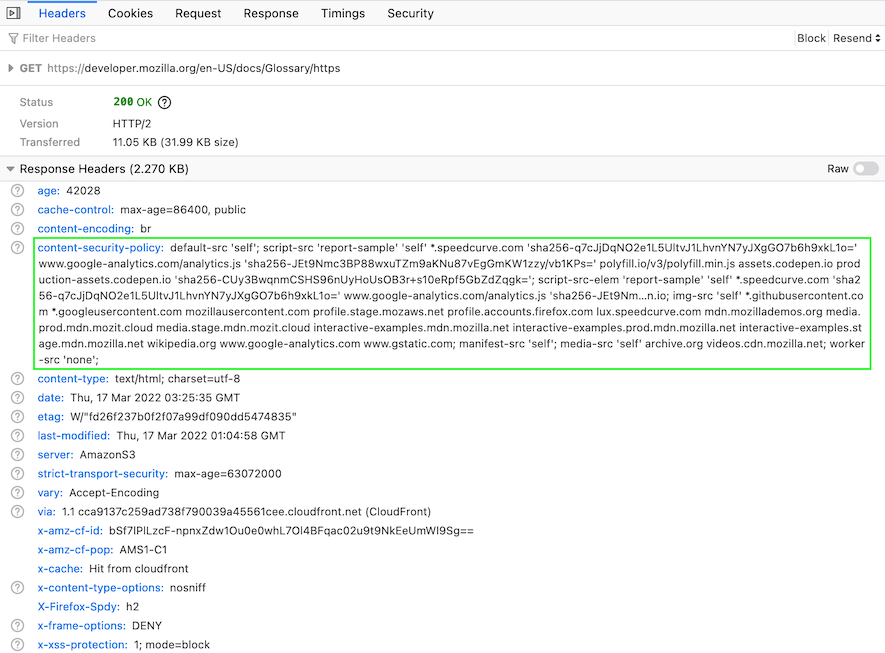 Headers Cookies Request Response Timings Security
Filter Headers Block Resend
GET https://developer.mozilla.org/en-US/docs/Glossary/https
Status 200 OK
Version HTTP/2
Transferred 11.05 KB (31.99 KB size)
Response Headers (2.270 KB) Raw
age: 42028
cache-control: max-age=86400, public
content-encoding: br
content-security-policy: default-src 'self'; script-src 'report-sample' 'self' *.speedcurve.com 'sha256-q7cJjDqNO2e1L5UltvJ1LhvnYN7yJXgGO7b6h9xkL1o='
www.google-analytics.com/analytics.js 'sha256-JEt9Nmc3BP88wxuTZm9aKNu87vEgGmKW1zzy/vb1KPs=' polyfill.io/v3/polyfill.min.js assets.codepen.io pro
duction-assets.codepen.io 'sha256-CUy3BwqnmCSHS96nUyHoUsOB3r+s10eRpf5GbZdZqgk='; script-src-elem 'report-sample' 'self' *.speedcurve.com 'sha2
56-q7cJjDqNO2e1L5UltvJ1LhvnYN7yJXgGO7b6h9xkL1o=' www.google-analytics.com/analytics.js 'sha256-JEt9Nm...n.io; img-src 'self' *.githubusercontent.co
m *.googleusercontent.com mozillausercontent.com profile.stage.mozaws.net profile.accounts.firefox.com lux.speedcurve.com mdn.mozillademos.org media.
prod.mdn.mozit.cloud media.stage.mdn.mozit.cloud interactive-examples.mdn.mozilla.net interactive-examples.prod.mdn.mozilla.net interactive-examples.st
age.mdn.mozilla.net wikipedia.org www.google-analytics.com www.gstatic.com; manifest-src 'self'; media-src 'self' archive.org videos.cdn.mozilla.net; worker
-src 'none';
content-type: text/html; charset=utf-8
date: Thu, 17 Mar 2022 03:25:35 GMT
etag: W/"fd26f237b0f2f07a99df090dd5474835"
last-modified: Thu, 17 Mar 2022 01:04:58 GMT
server: AmazonS3
strict-transport-security: max-age=63072000
vary: Accept-Encoding
via: 1.1 cca9137c259ad738f790039a45561cee.cloudfront.net (CloudFront)
x-amz-cf-id: bSf7IPlLzcF-npnxZdw1Ou0e0whL7Ol4BFqac02u9t9NkEeUmWI9Sg==
x-amz-cf-pop: AMS1-C1
x-cache: Hit from cloudfront
x-content-type-options: nosniff
X-Firefox-Spdy: h2
x-frame-options: DENY
x-xss-protection: 1; mode=block